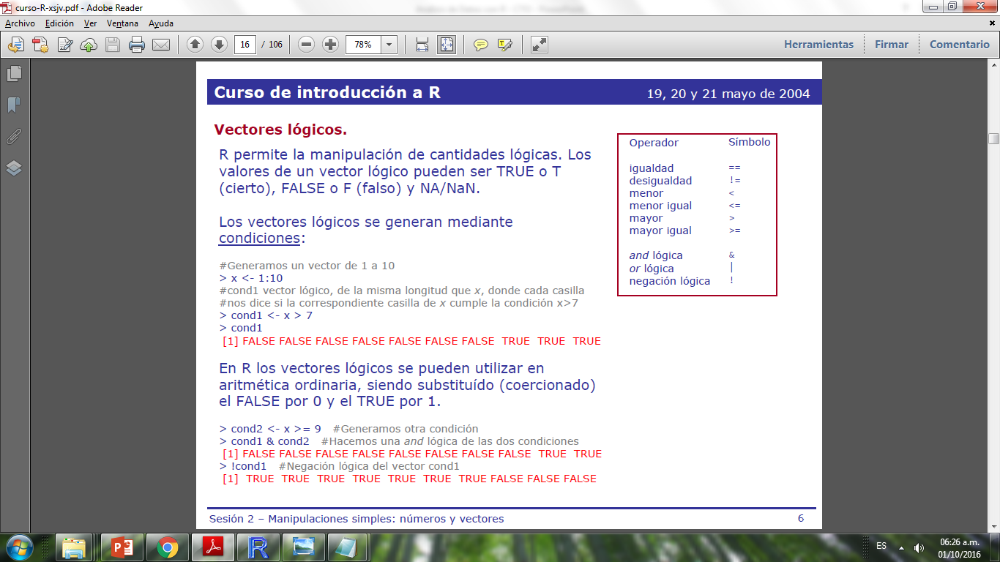 curso-R-xsjv.pdf - Adobe Reader
Archivo Edición Ver Ventana Ayuda
16 / 106 78% Herramientas Firmar Comentario
Curso de introducción a R 19, 20 y 21 mayo de 2004
Vectores lógicos.
R permite la manipulación de cantidades lógicas. Los
valores de un vector lógico pueden ser TRUE o T
(cierto), FALSE o F (falso) y NA/NaN.
Los vectores lógicos se generan mediante
condiciones:
#Generamos un vector de 1 a 10
> x <- 1:10
#cond1 vector lógico, de la misma longitud que x, donde cada casilla
#nos dice si la correspondiente casilla de x cumple la condición x>7
> cond1 <- x > 7
> cond1
[1] FALSE FALSE FALSE FALSE FALSE FALSE FALSE TRUE TRUE TRUE
En R los vectores lógicos se pueden utilizar en
aritmética ordinaria, siendo substituído (coercionado)
el FALSE por 0 y el TRUE por 1.
> cond2 <- x >= 9 #Generamos otra condición
> cond1 & cond2 #Hacemos una and lógica de las dos condiciones
[1] FALSE FALSE FALSE FALSE FALSE FALSE FALSE FALSE TRUE TRUE
> !cond1 #Negación lógica del vector cond1
[1] TRUE TRUE TRUE TRUE TRUE TRUE TRUE FALSE FALSE FALSE
Operador Símbolo
igualdad ==
desigualdad !=
menor <
menor igual <=
mayor >
mayor igual >=
and lógica &
or lógica |
negación lógica !
Sesión 2 – Manipulaciones simples: números y vectores 6
ES 06:26 a.m.
01/10/2016